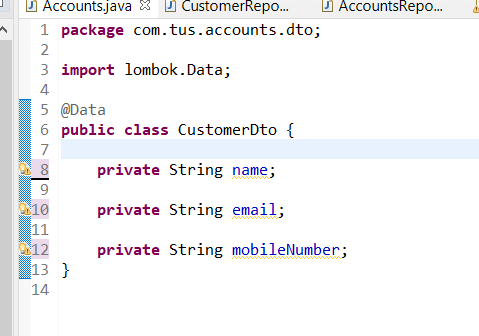 Accounts.java CustomerRepo... AccountsRepo...
1 package com.tus.accounts.dto;
2
3 import lombok.Data;
4
5 @Data
6 public class CustomerDto {
7
8 private String name;
9
10 private String email;
11
12 private String mobileNumber;
13 }
14